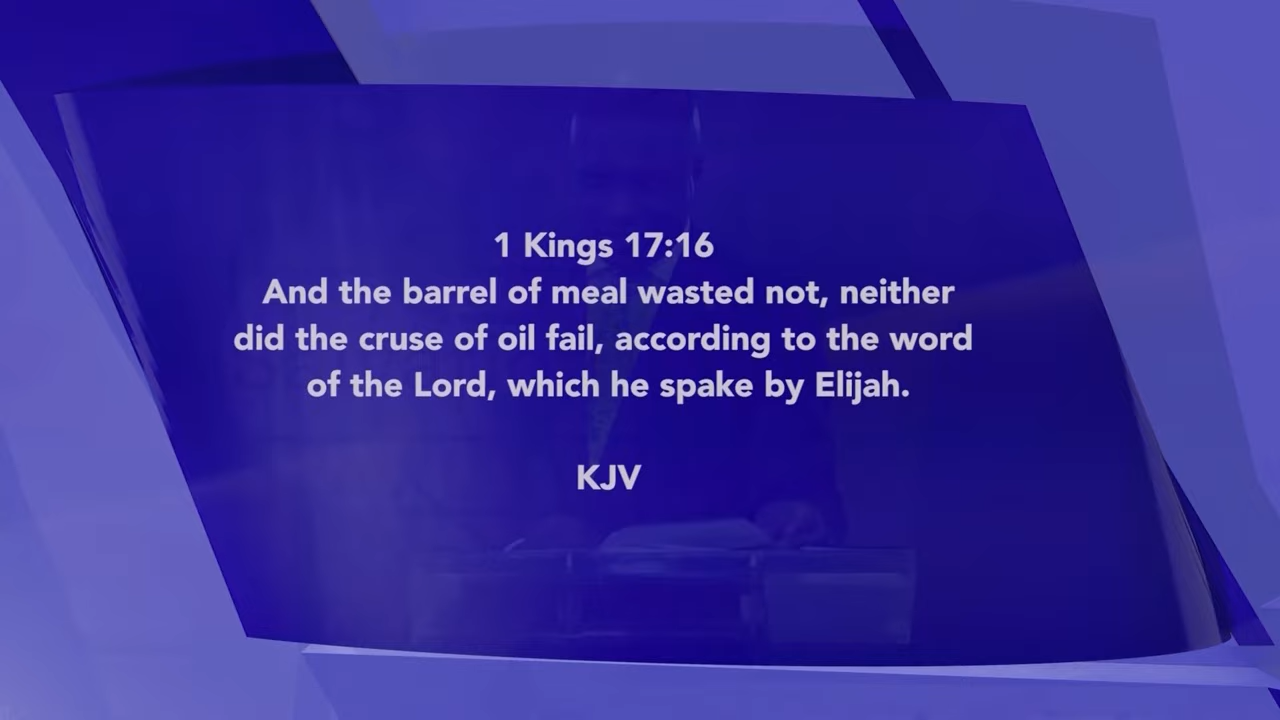 1 Kings 17:16
And the barrel of meal wasted not, neither
did the cruse of oil fail, according to the word
of the Lord, which he spake by Elijah.
KJV